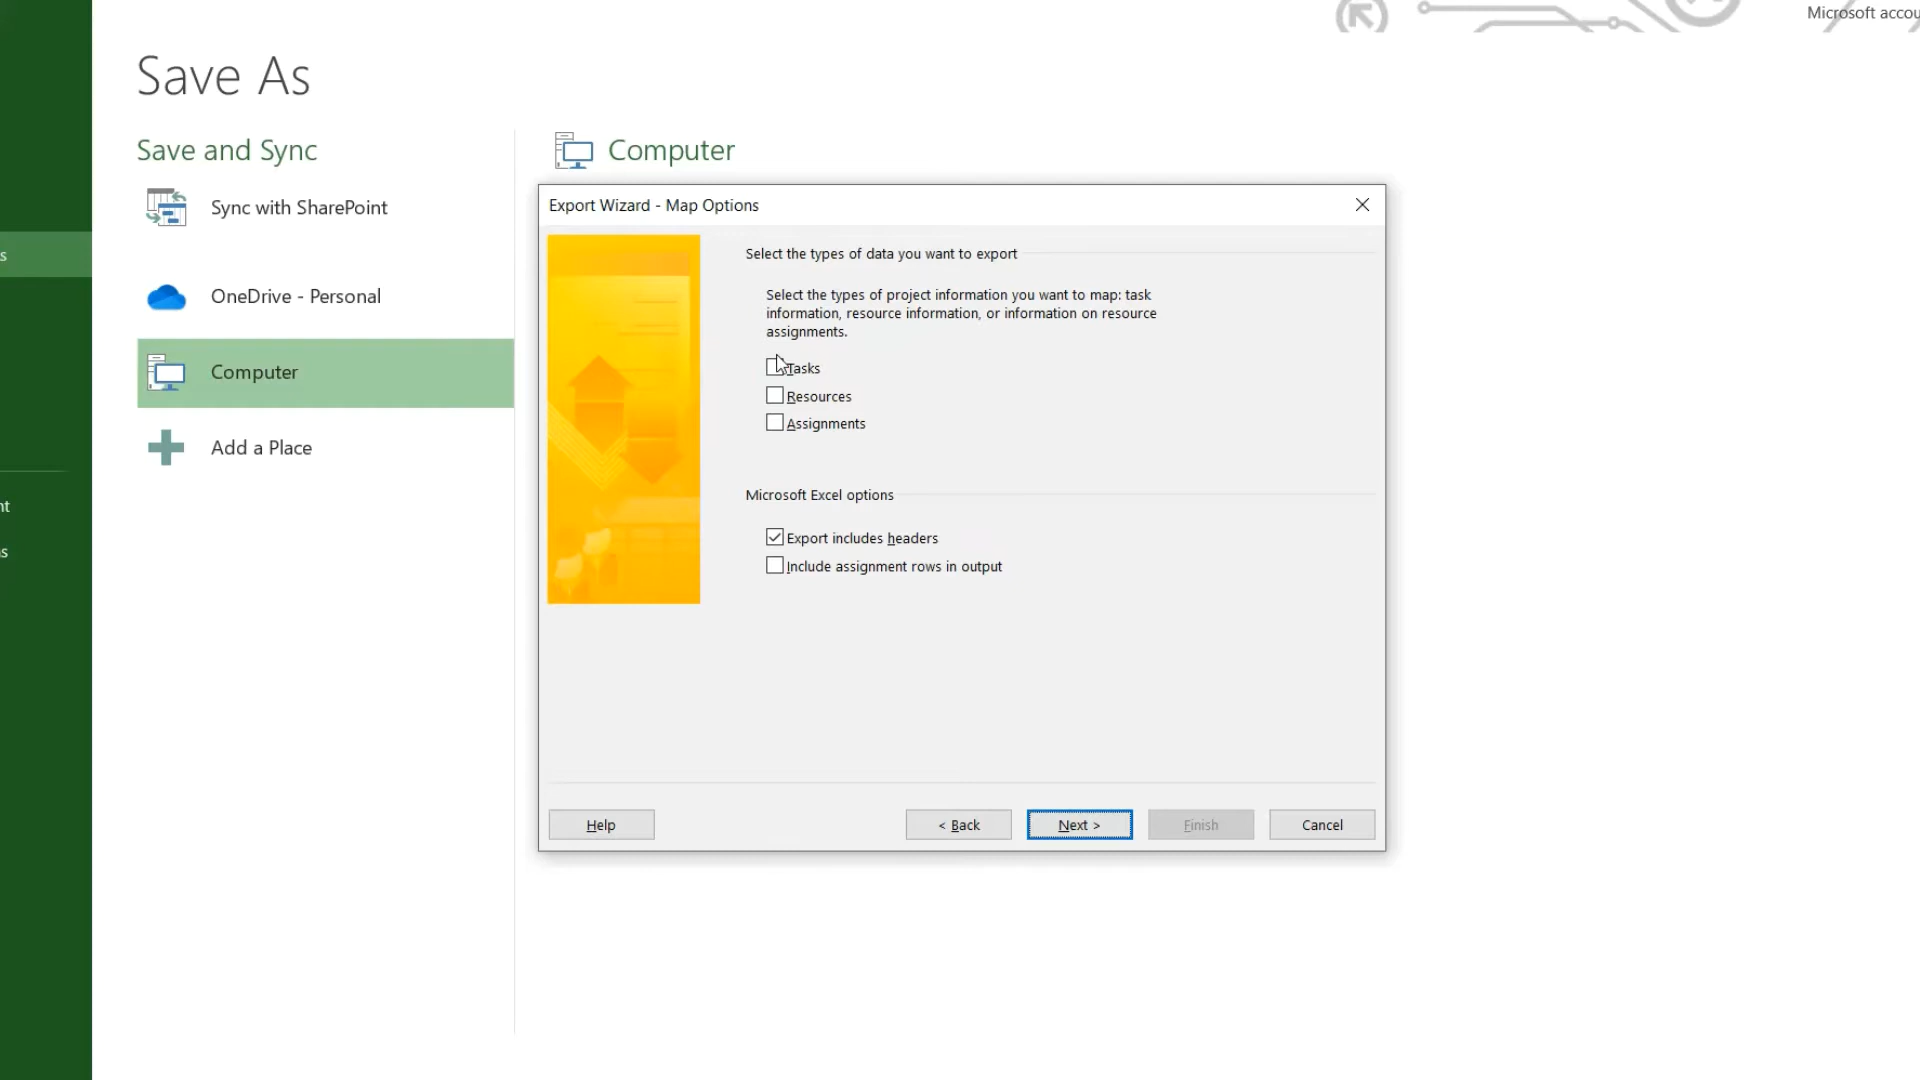 Microsoft accou
Save As
Save and Sync
Sync with SharePoint
OneDrive - Personal
Computer
Add a Place
s
nt
s
Computer
Export Wizard - Map Options
Select the types of data you want to export
Select the types of project information you want to map: task
information, resource information, or information on resource
assignments.
Tasks
Resources
Assignments
Microsoft Excel options
Export includes headers
Include assignment rows in output
Help
< Back
Next >
Finish
Cancel